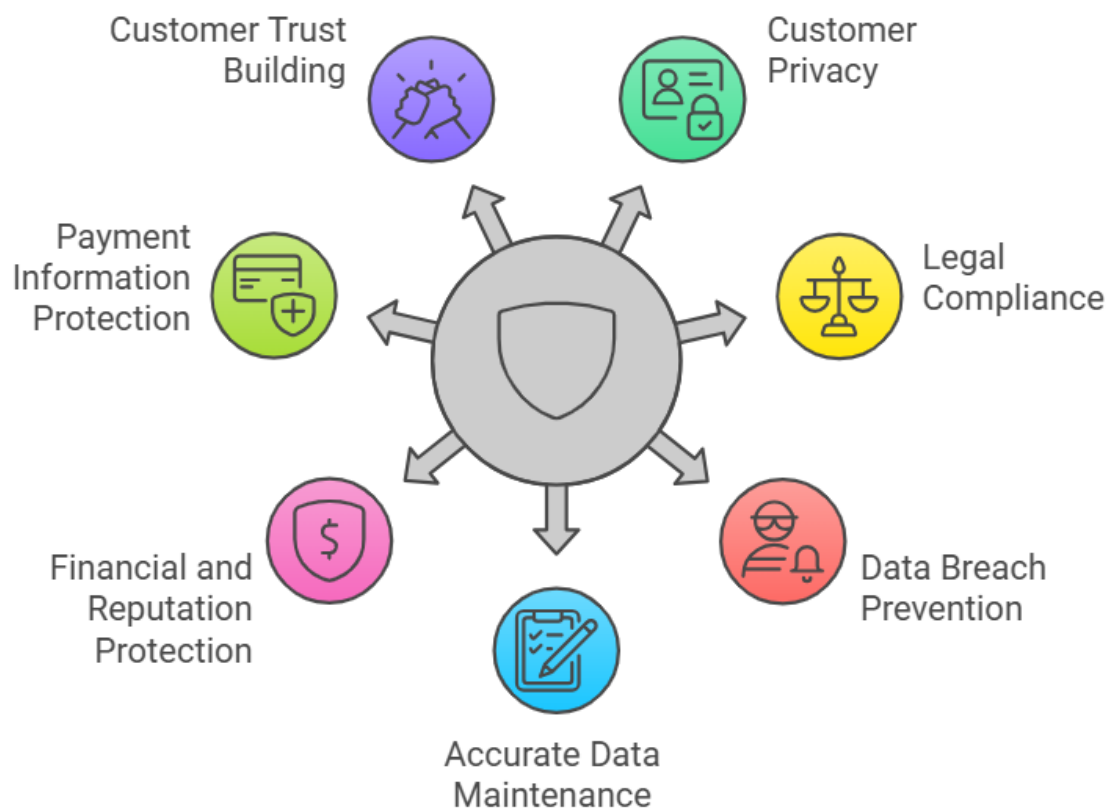 Customer Trust
Building
Customer
Privacy
Payment
Information
Protection
Legal
Compliance
Financial and
Reputation
Protection
Data Breach
Prevention
Accurate Data
Maintenance